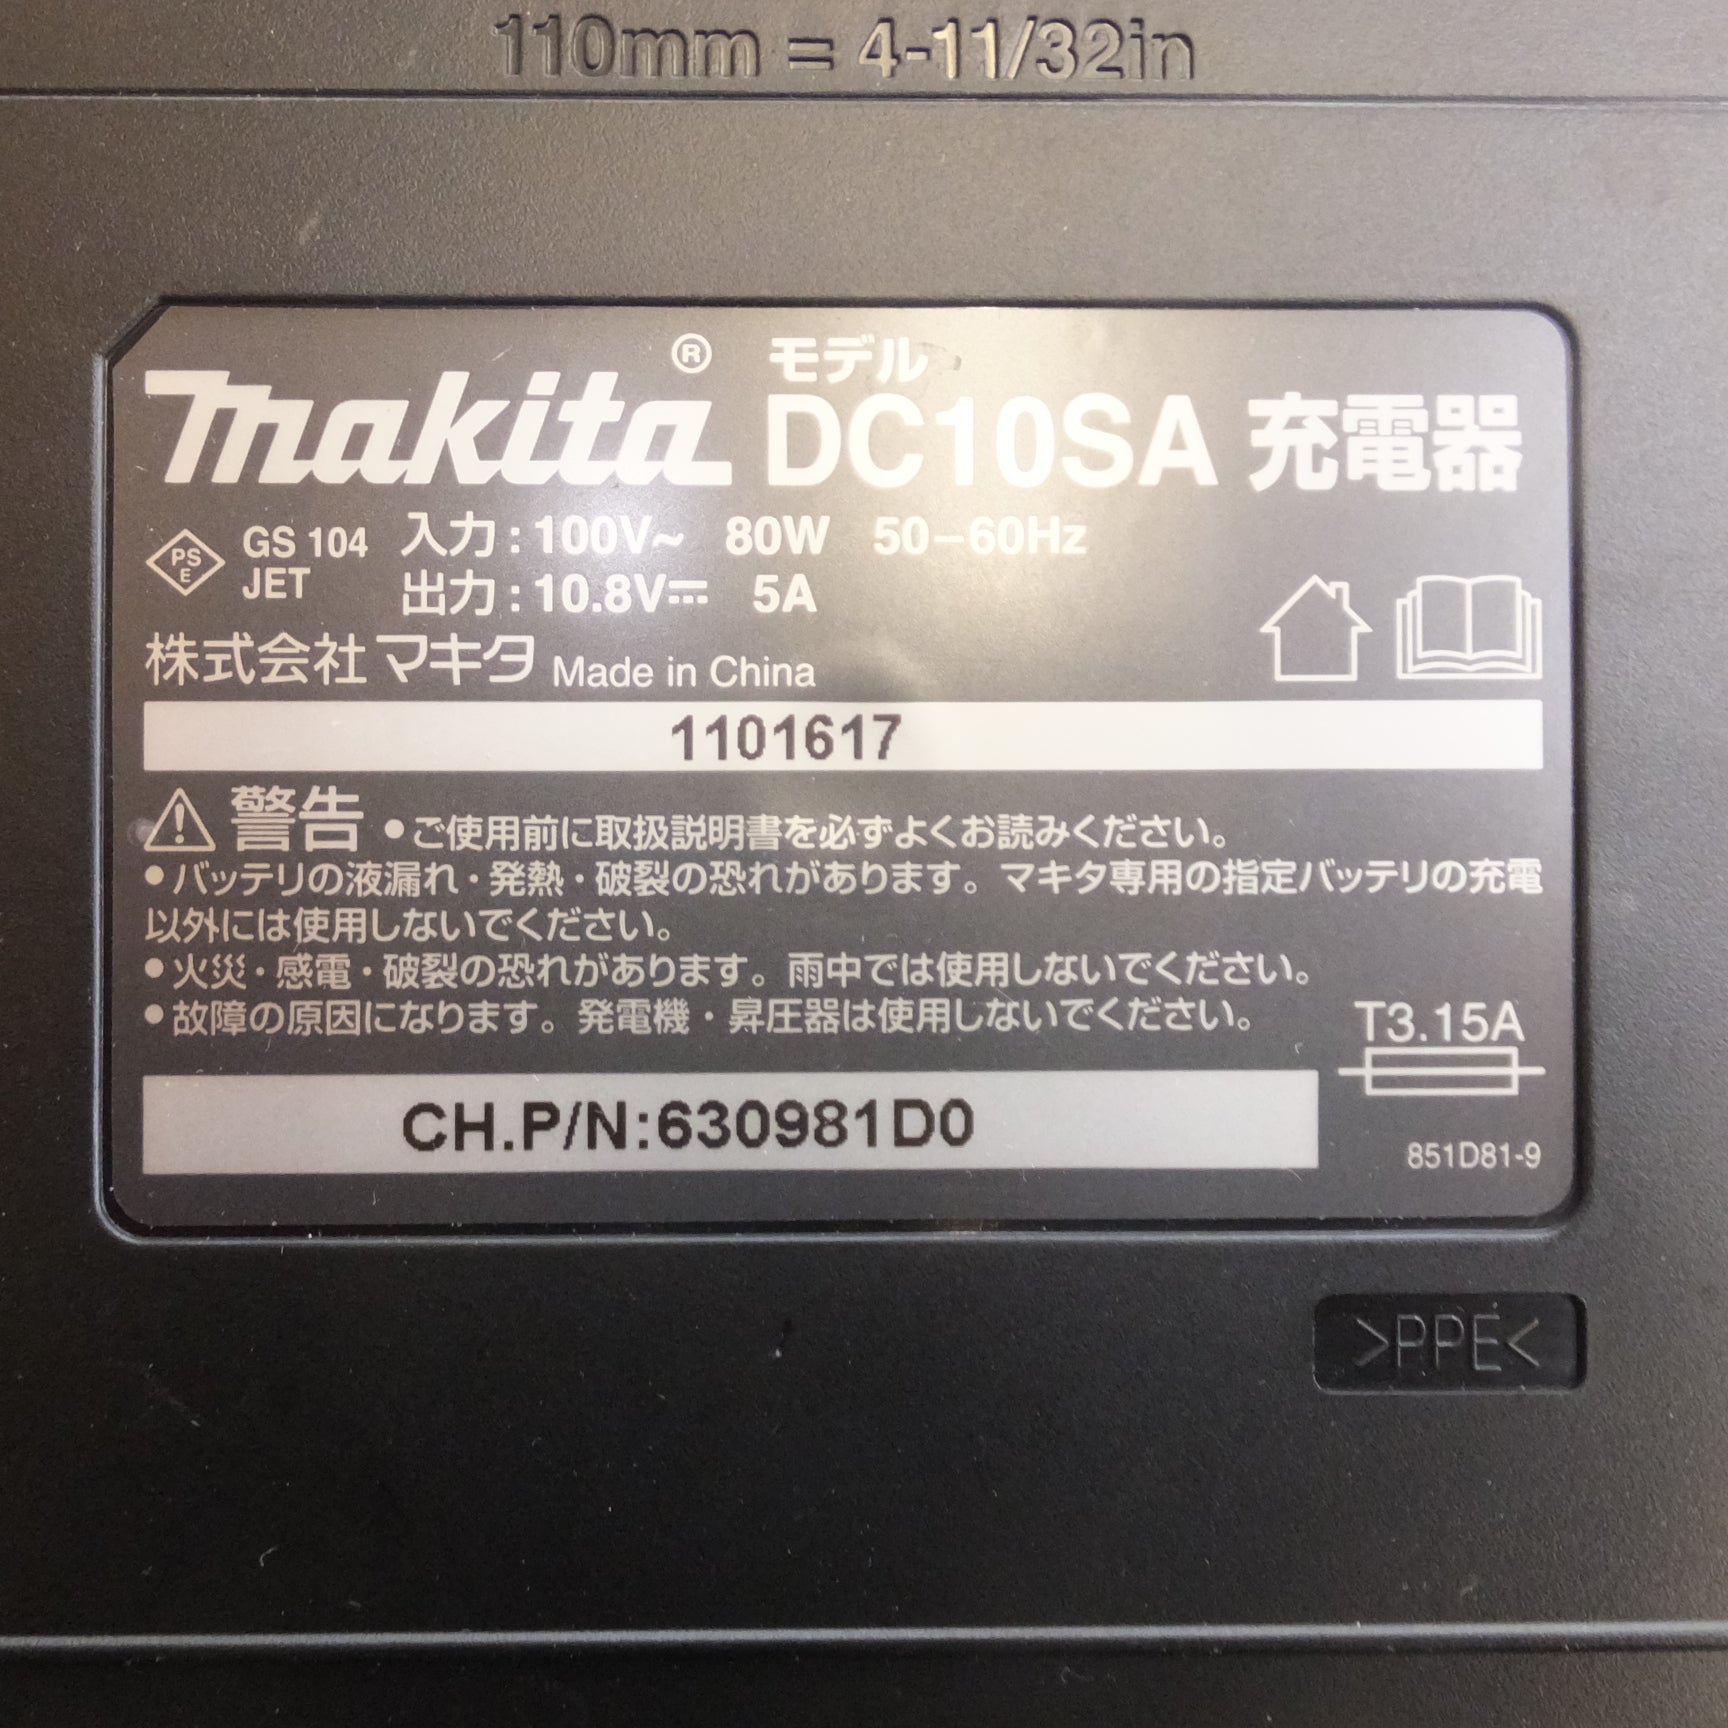 110mm = 4-11/32in
makita® モデル
DC10SA 充電器
PS
E
GS 104
JET
入力 : 100V~ 80W 50–60Hz
出力 : 10.8V⎓ 5A
株式会社 マキタ Made in China
1101617
⚠ 警告 ●ご使用前に取扱説明書を必ずよくお読みください。
●バッテリの液漏れ・発熱・破裂の恐れがあります。マキタ専用の指定バッテリの充電
以外には使用しないでください。
●火災・感電・破裂の恐れがあります。雨中では使用しないでください。
●故障の原因になります。発電機・昇圧器は使用しないでください。
T3.15A
CH.P/N:630981D0
851D81-9
>PPE<